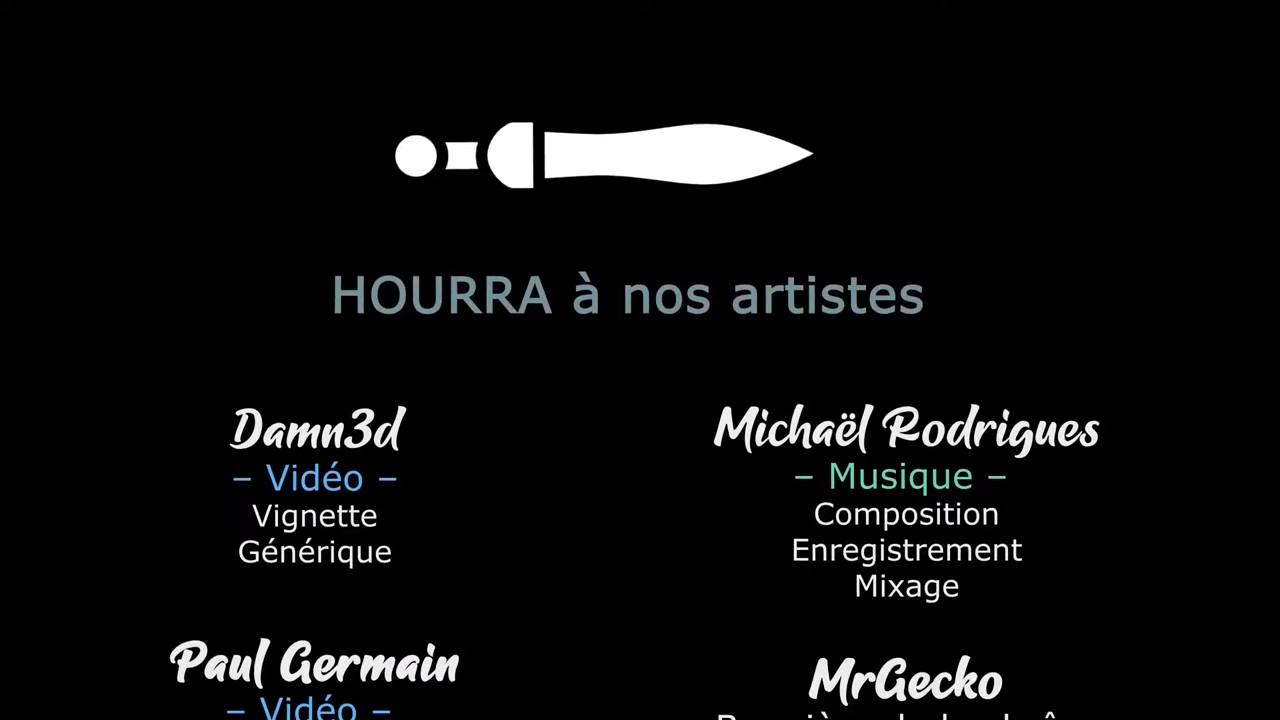 HOURRA à nos artistes
Damn3d
– Vidéo –
Vignette
Générique
Michaël Rodrigues
– Musique –
Composition
Enregistrement
Mixage
Paul Germain
– Vidéo –
MrGecko